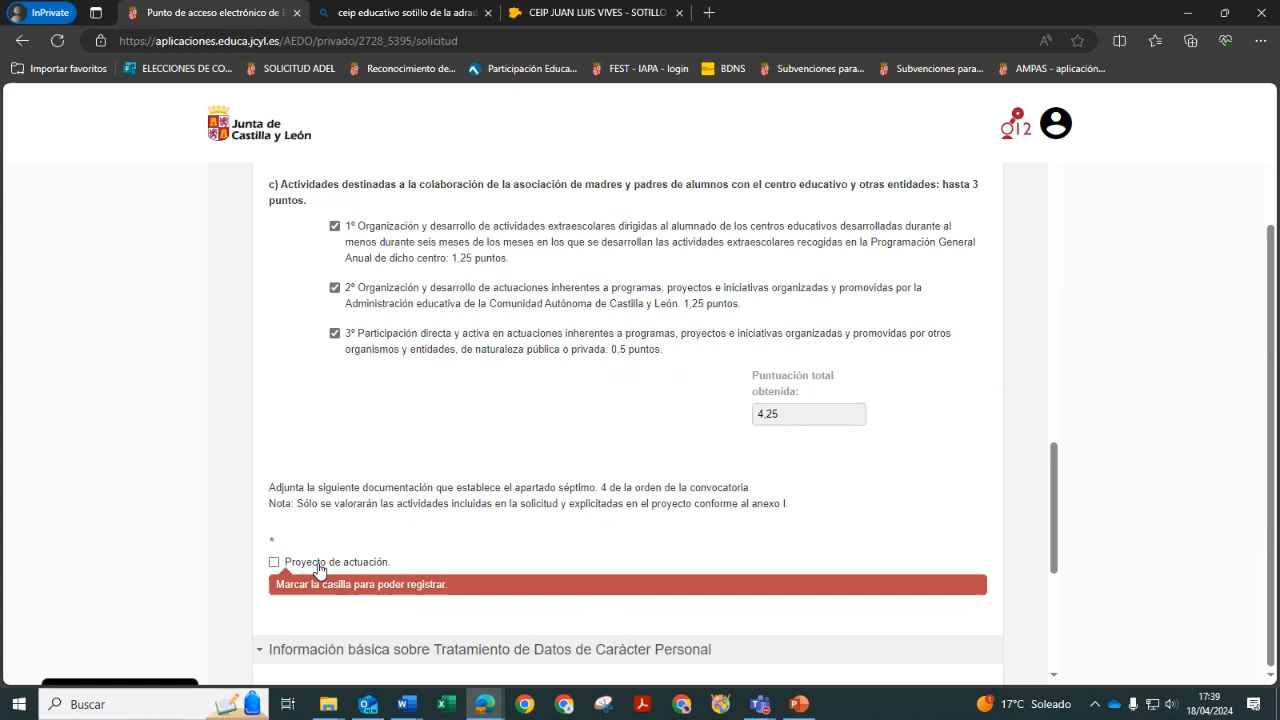 InPrivate
Punto de acceso electrónico de
ceip educativo sotillo de la adrad
CEIP JUAN LUIS VIVES - SOTILLO
https://aplicaciones.educa.jcyl.es/AEDO/privado/2728_5395/solicitud
Importar favoritos
ELECCIONES DE CO...
SOLICITUD ADEL
Reconocimiento de...
Participación Educa...
FEST - IAPA - login
BDNS
Subvenciones para...
Subvenciones para...
AMPAS - aplicación...
Junta de
Castilla y León
012
c) Actividades destinadas a la colaboración de la asociación de madres y padres de alumnos con el centro educativo y otras entidades: hasta 3
puntos.
1º Organización y desarrollo de actividades extraescolares dirigidas al alumnado de los centros educativos desarrolladas durante al
menos durante seis meses de los meses en los que se desarrollan las actividades extraescolares recogidas en la Programación General
Anual de dicho centro: 1,25 puntos.
2º Organización y desarrollo de actuaciones inherentes a programas, proyectos e iniciativas organizadas y promovidas por la
Administración educativa de la Comunidad Autónoma de Castilla y León. 1,25 puntos.
3º Participación directa y activa en actuaciones inherentes a programas, proyectos e iniciativas organizadas y promovidas por otros
organismos y entidades, de naturaleza pública o privada. 0,5 puntos.
Puntuación total
obtenida:
4,25
Adjunta la siguiente documentación que establece el apartado séptimo. 4 de la orden de la convocatoria.
Nota: Sólo se valorarán las actividades incluidas en la solicitud y explicitadas en el proyecto conforme al anexo I.
*
Proyecto de actuación.
Marcar la casilla para poder registrar.
Información básica sobre Tratamiento de Datos de Carácter Personal
Buscar
17°C Soleado
17:39
18/04/2024